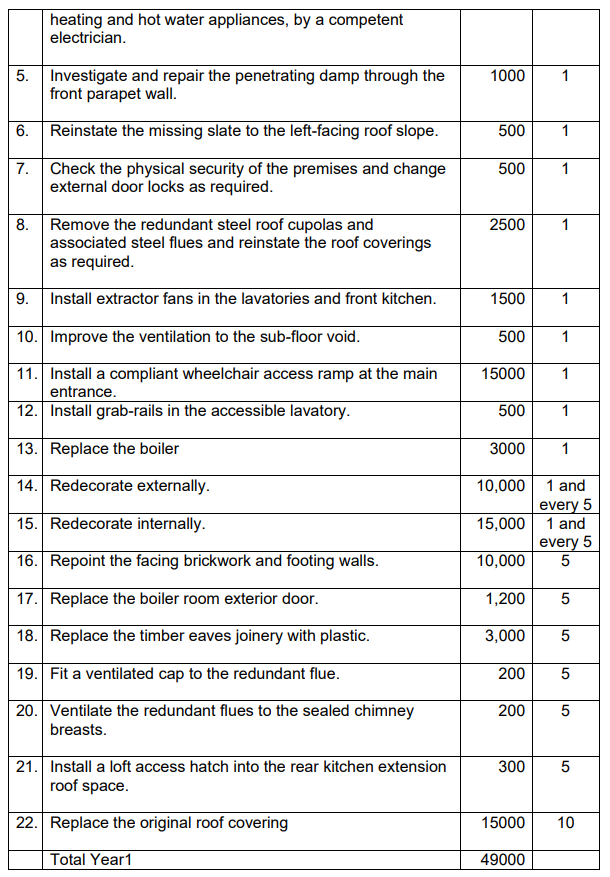 heating and hot water appliances, by a competent
electrician.
5. Investigate and repair the penetrating damp through the 1000 1
front parapet wall.
6. Reinstate the missing slate to the left-facing roof slope. 500 1
7. Check the physical security of the premises and change 500 1
external door locks as required.
8. Remove the redundant steel roof cupolas and 2500 1
associated steel flues and reinstate the roof coverings
as required.
9. Install extractor fans in the lavatories and front kitchen. 1500 1
10. Improve the ventilation to the sub-floor void. 500 1
11. Install a compliant wheelchair access ramp at the main 15000 1
entrance.
12. Install grab-rails in the accessible lavatory. 500 1
13. Replace the boiler 3000 1
14. Redecorate externally. 10,000 1 and
every 5
15. Redecorate internally. 15,000 1 and
every 5
16. Repoint the facing brickwork and footing walls. 10,000 5
17. Replace the boiler room exterior door. 1,200 5
18. Replace the timber eaves joinery with plastic. 3,000 5
19. Fit a ventilated cap to the redundant flue. 200 5
20. Ventilate the redundant flues to the sealed chimney 200 5
breasts.
21. Install a loft access hatch into the rear kitchen extension 300 5
roof space.
22. Replace the original roof covering 15000 10
Total Year1 49000